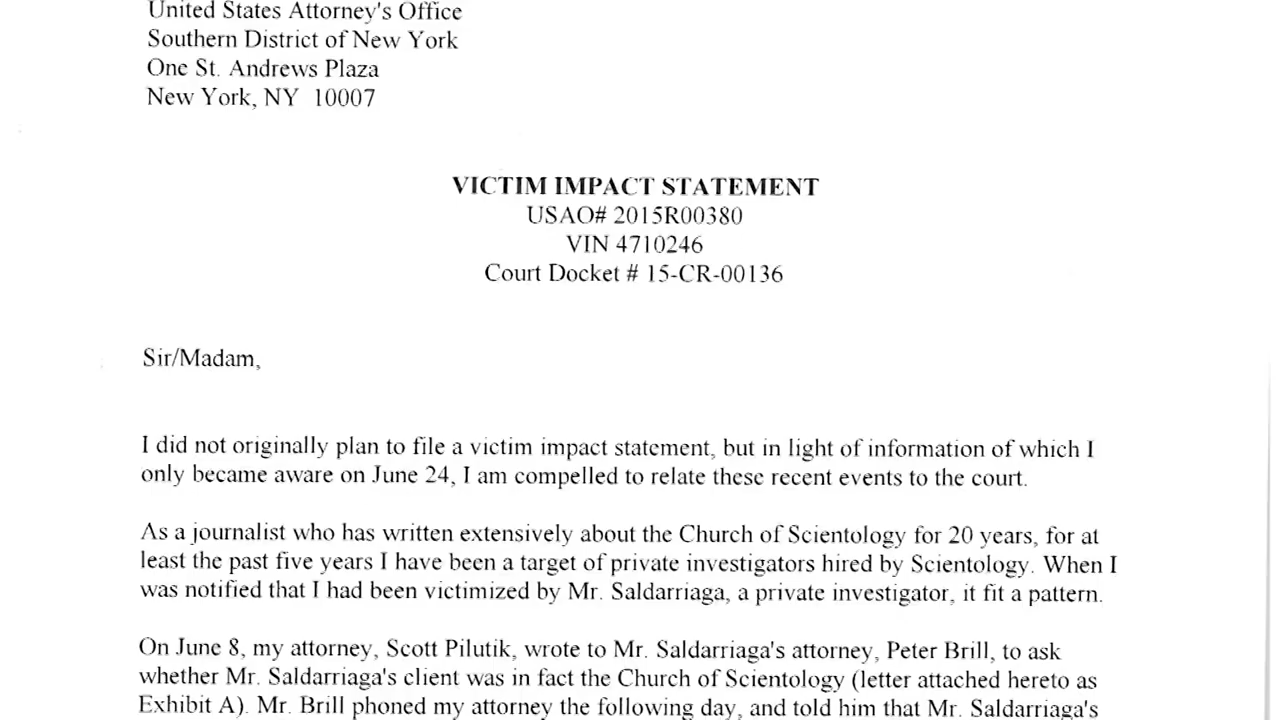 United States Attorney's Office
Southern District of New York
One St. Andrews Plaza
New York, NY 10007
VICTIM IMPACT STATEMENT
USAO# 2015R00380
VIN 4710246
Court Docket # 15-CR-00136
Sir/Madam,
I did not originally plan to file a victim impact statement, but in light of information of which I
only became aware on June 24, I am compelled to relate these recent events to the court.
As a journalist who has written extensively about the Church of Scientology for 20 years, for at
least the past five years I have been a target of private investigators hired by Scientology. When I
was notified that I had been victimized by Mr. Saldarriaga, a private investigator, it fit a pattern.
On June 8, my attorney, Scott Pilutik, wrote to Mr. Saldarriaga's attorney, Peter Brill, to ask
whether Mr. Saldarriaga's client was in fact the Church of Scientology (letter attached hereto as
Exhibit A). Mr. Brill phoned my attorney the following day, and told him that Mr. Saldarriaga's